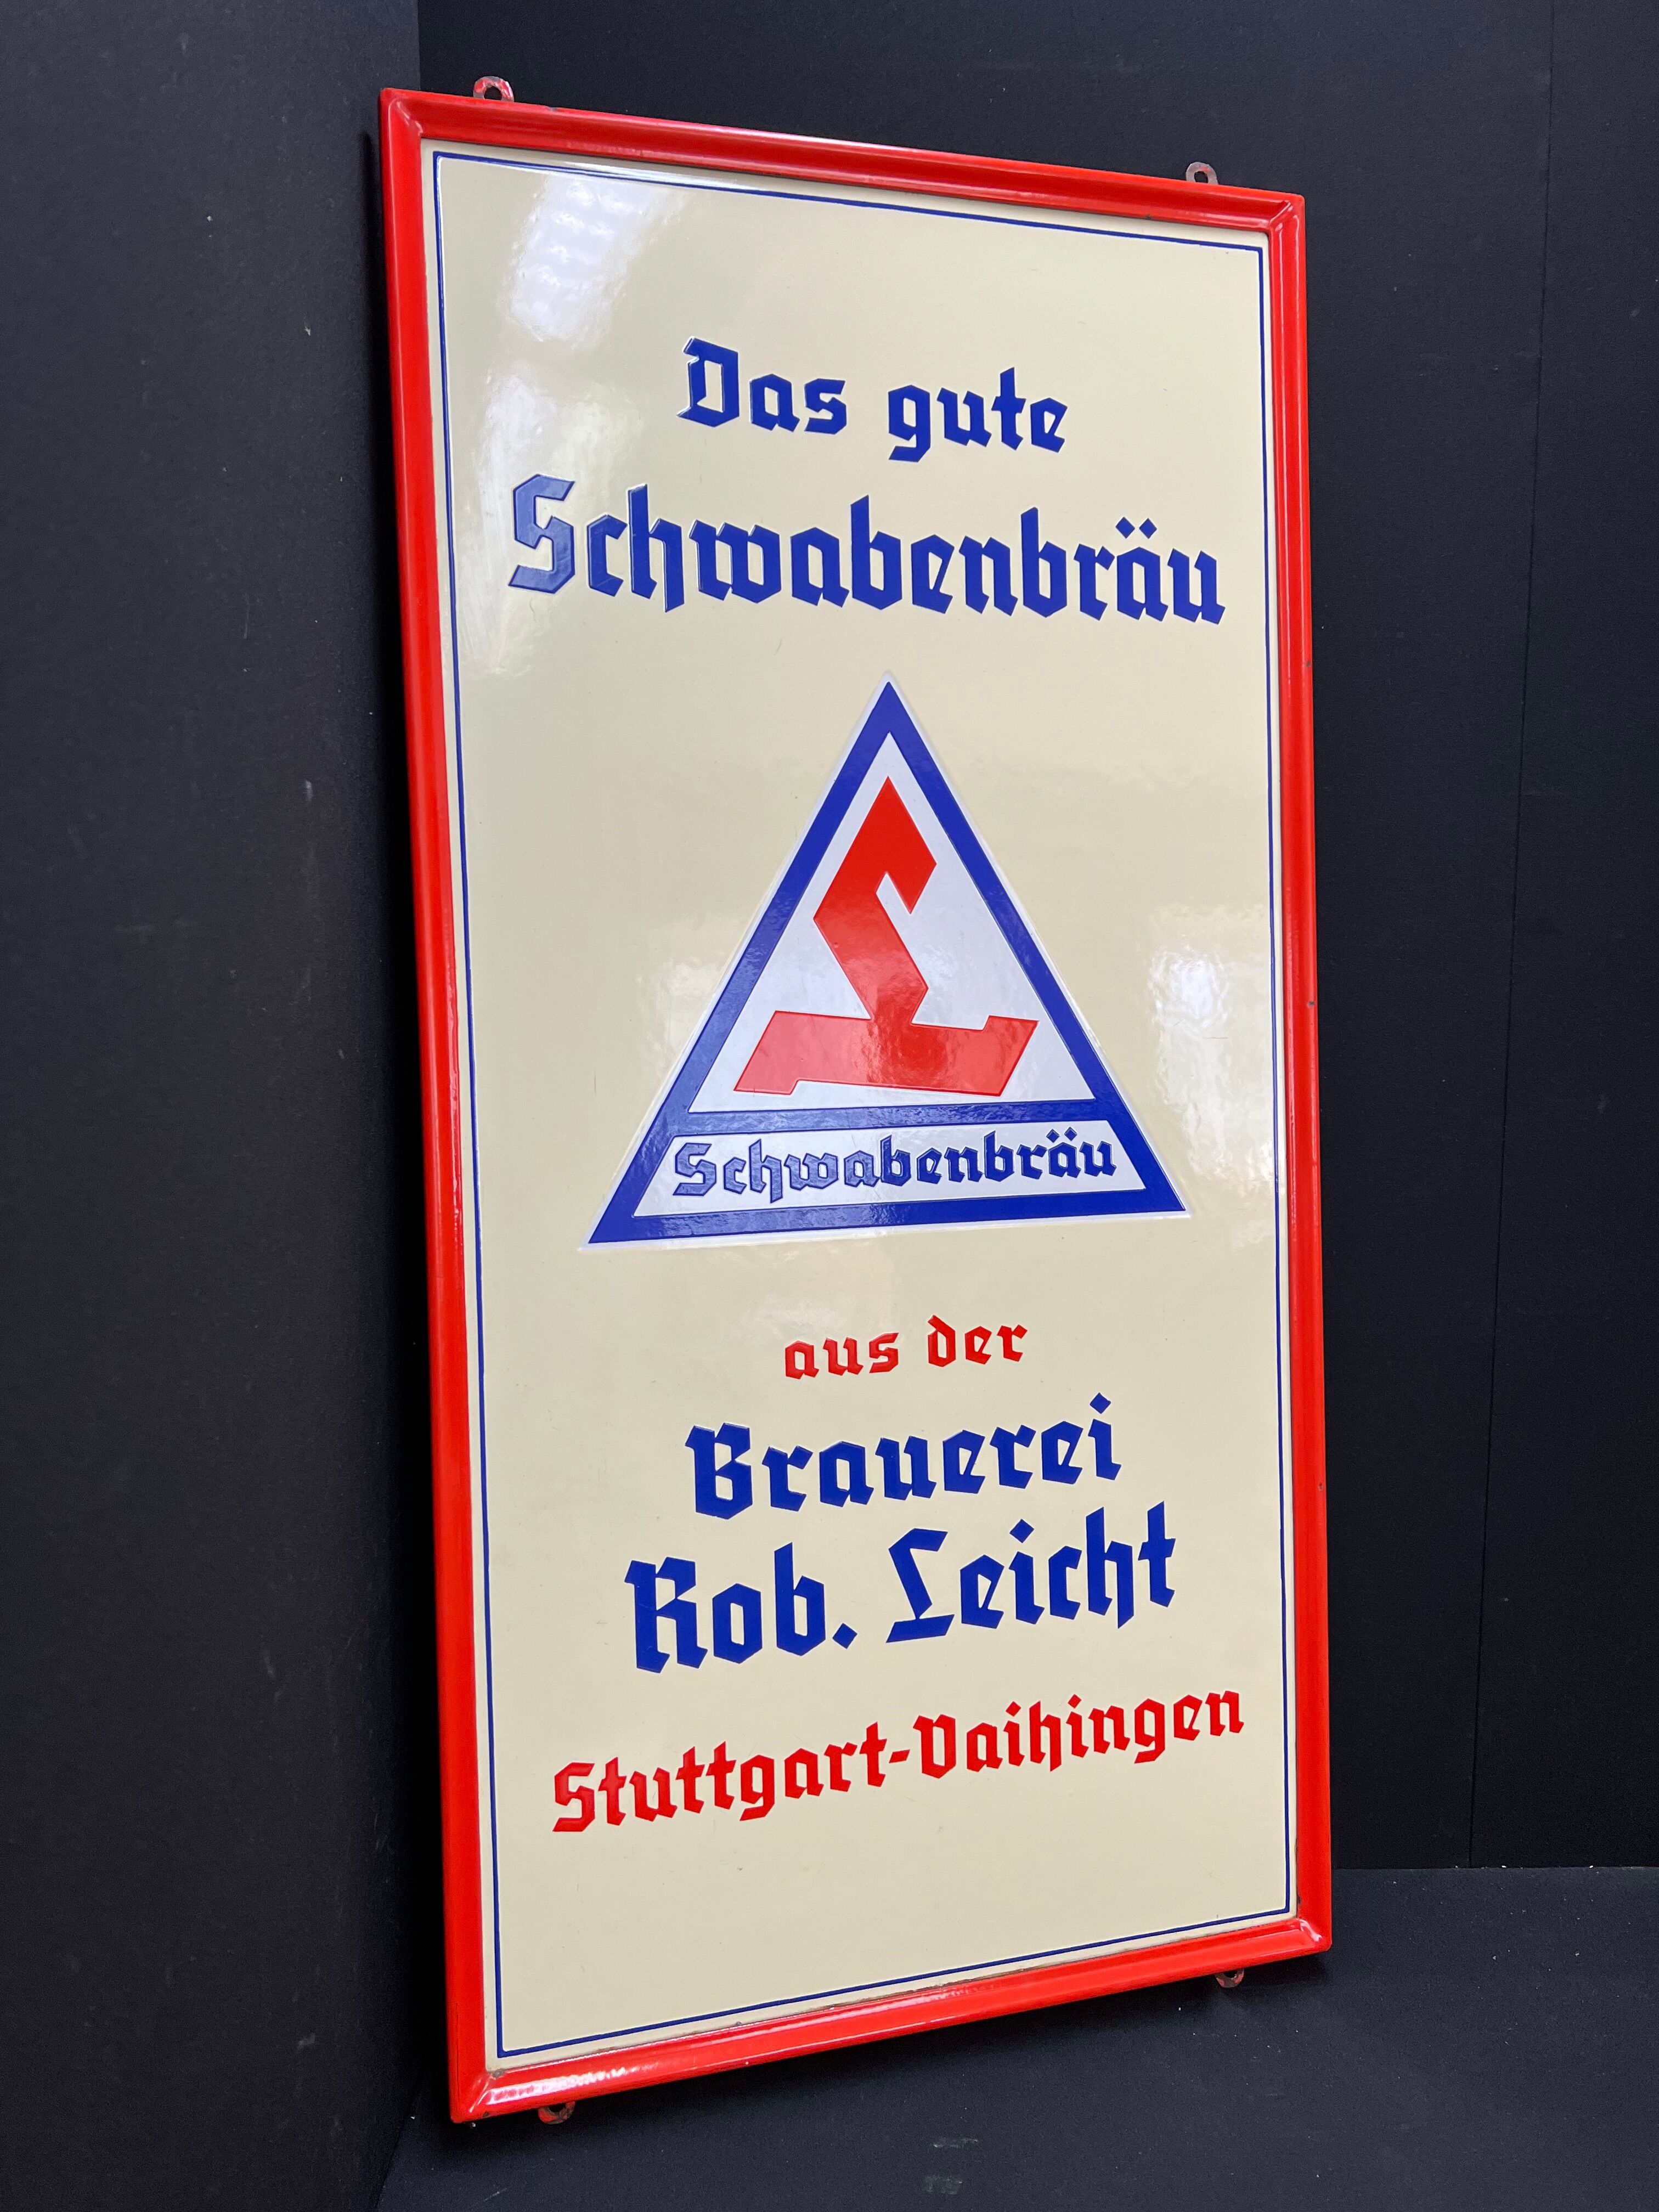 Das gute
Schwabenbräu
L
Schwabenbräu
aus der
Brauerei
Rob. Leicht
Stuttgart-Vaihingen